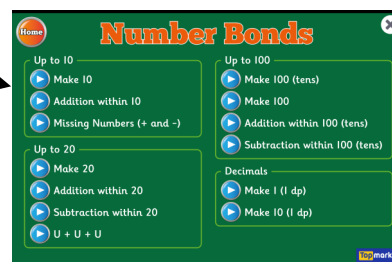 Home
Number Bonds
Up to 10
Make 10
Addition within 10
Missing Numbers (+ and -)
Up to 20
Make 20
Addition within 20
Subtraction within 20
U + U + U
Up to 100
Make 100 (tens)
Make 100
Addition within 100 (tens)
Subtraction within 100 (tens)
Decimals
Make 1 (1 dp)
Make 10 (1 dp)
Topmark